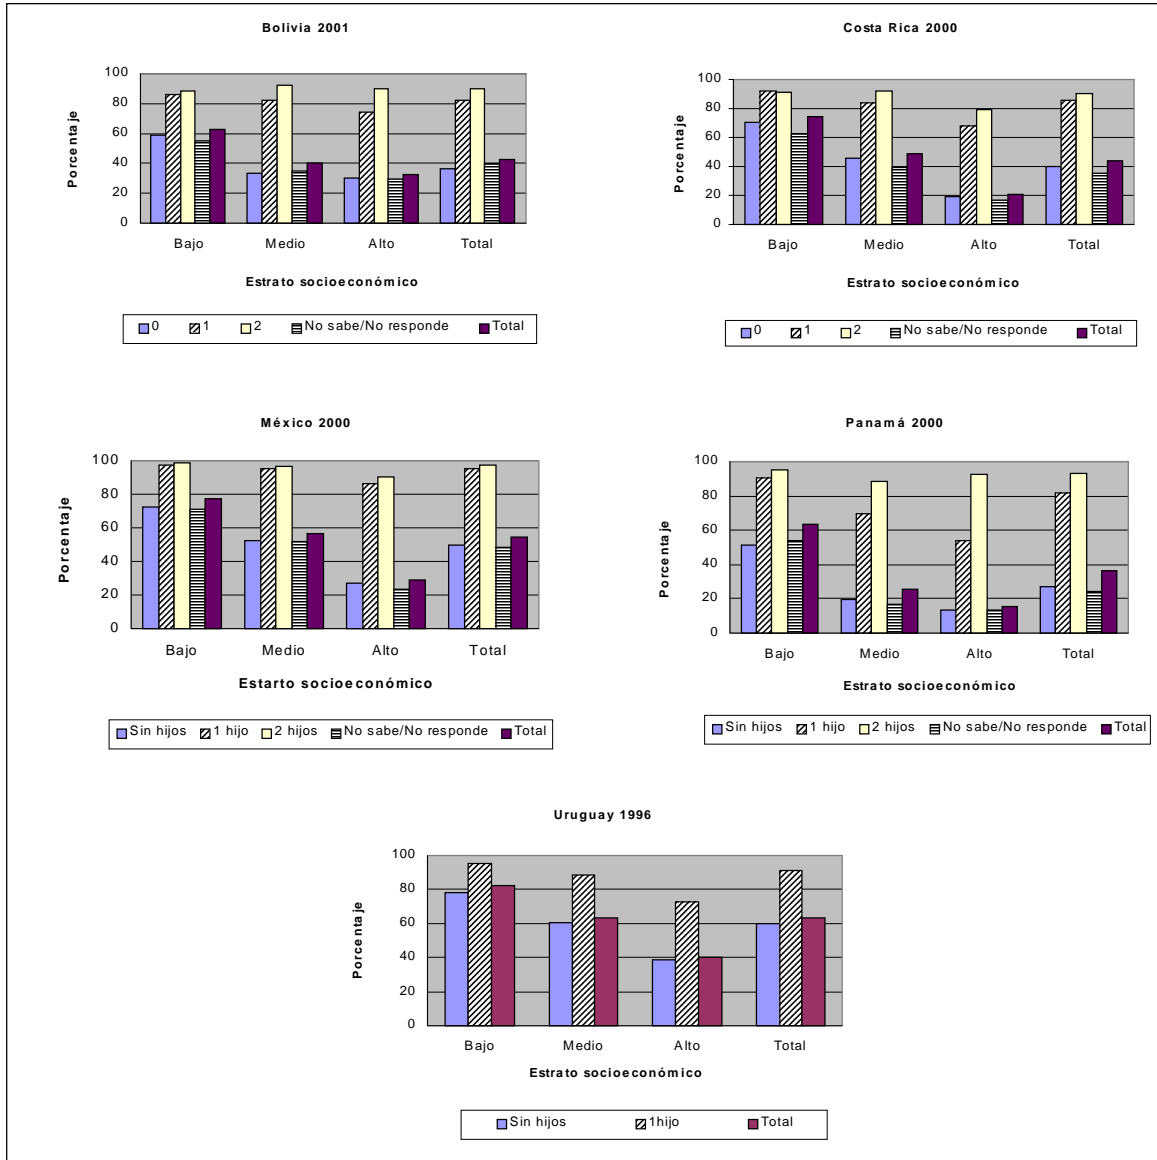 Bolivia 2001
Porcentaje
100
80
60
40
20
0
Bajo Medio Alto Total
Estrato socioeconómico
0 1 2 No sabe/No responde Total
Costa Rica 2000
Porcentaje
100
80
60
40
20
0
Bajo Medio Alto Total
Estrato socioeconómico
0 1 2 No sabe/No responde Total
México 2000
Porcentaje
100
80
60
40
20
0
Bajo Medio Alto Total
Estarto socioeconómico
Sin hijos 1 hijo 2 hijos No sabe/No responde Total
Panamá 2000
Porcentaje
100
80
60
40
20
0
Bajo Medio Alto Total
Estrato socioeconómico
Sin hijos 1 hijo 2 hijos No sabe/No responde Total
Uruguay 1996
Porcentaje
100
80
60
40
20
0
Bajo Medio Alto Total
Estrato socioeconómico
Sin hijos 1hijo Total